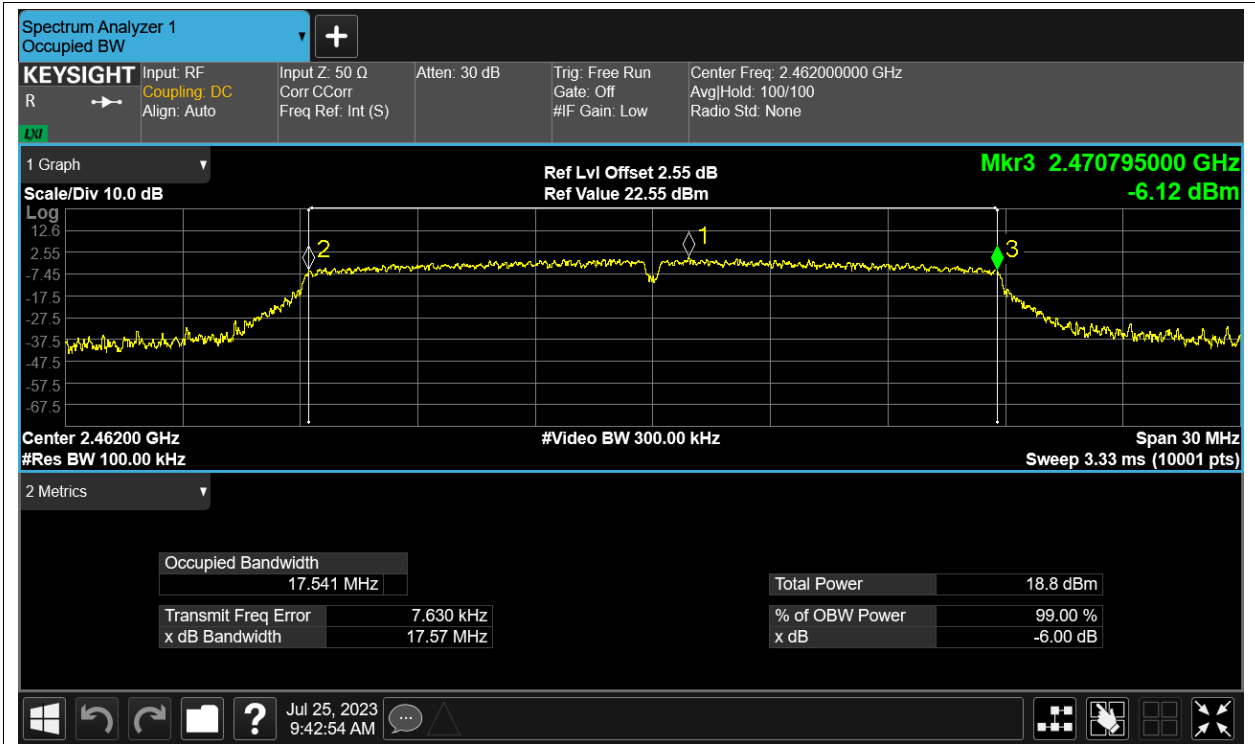 Spectrum Analyzer 1
Occupied BW
KEYSIGHT
R
LXI
Input: RF
Coupling: DC
Align: Auto
Input Z: 50 Ω
Corr CCorr
Freq Ref: Int (S)
Atten: 30 dB
Trig: Free Run
Gate: Off
#IF Gain: Low
Center Freq: 2.462000000 GHz
Avg|Hold: 100/100
Radio Std: None
1 Graph
Scale/Div 10.0 dB
Ref Lvl Offset 2.55 dB
Ref Value 22.55 dBm
Mkr3 2.470795000 GHz
-6.12 dBm
Log
12.6
2.55
-7.45
-17.5
-27.5
-37.5
-47.5
-57.5
-67.5
2
1
3
Center 2.46200 GHz
#Video BW 300.00 kHz
Span 30 MHz
#Res BW 100.00 kHz
Sweep 3.33 ms (10001 pts)
2 Metrics
Occupied Bandwidth
17.541 MHz
Transmit Freq Error 7.630 kHz
x dB Bandwidth 17.57 MHz
Total Power 18.8 dBm
% of OBW Power 99.00 %
x dB -6.00 dB
?
Jul 25, 2023
9:42:54 AM